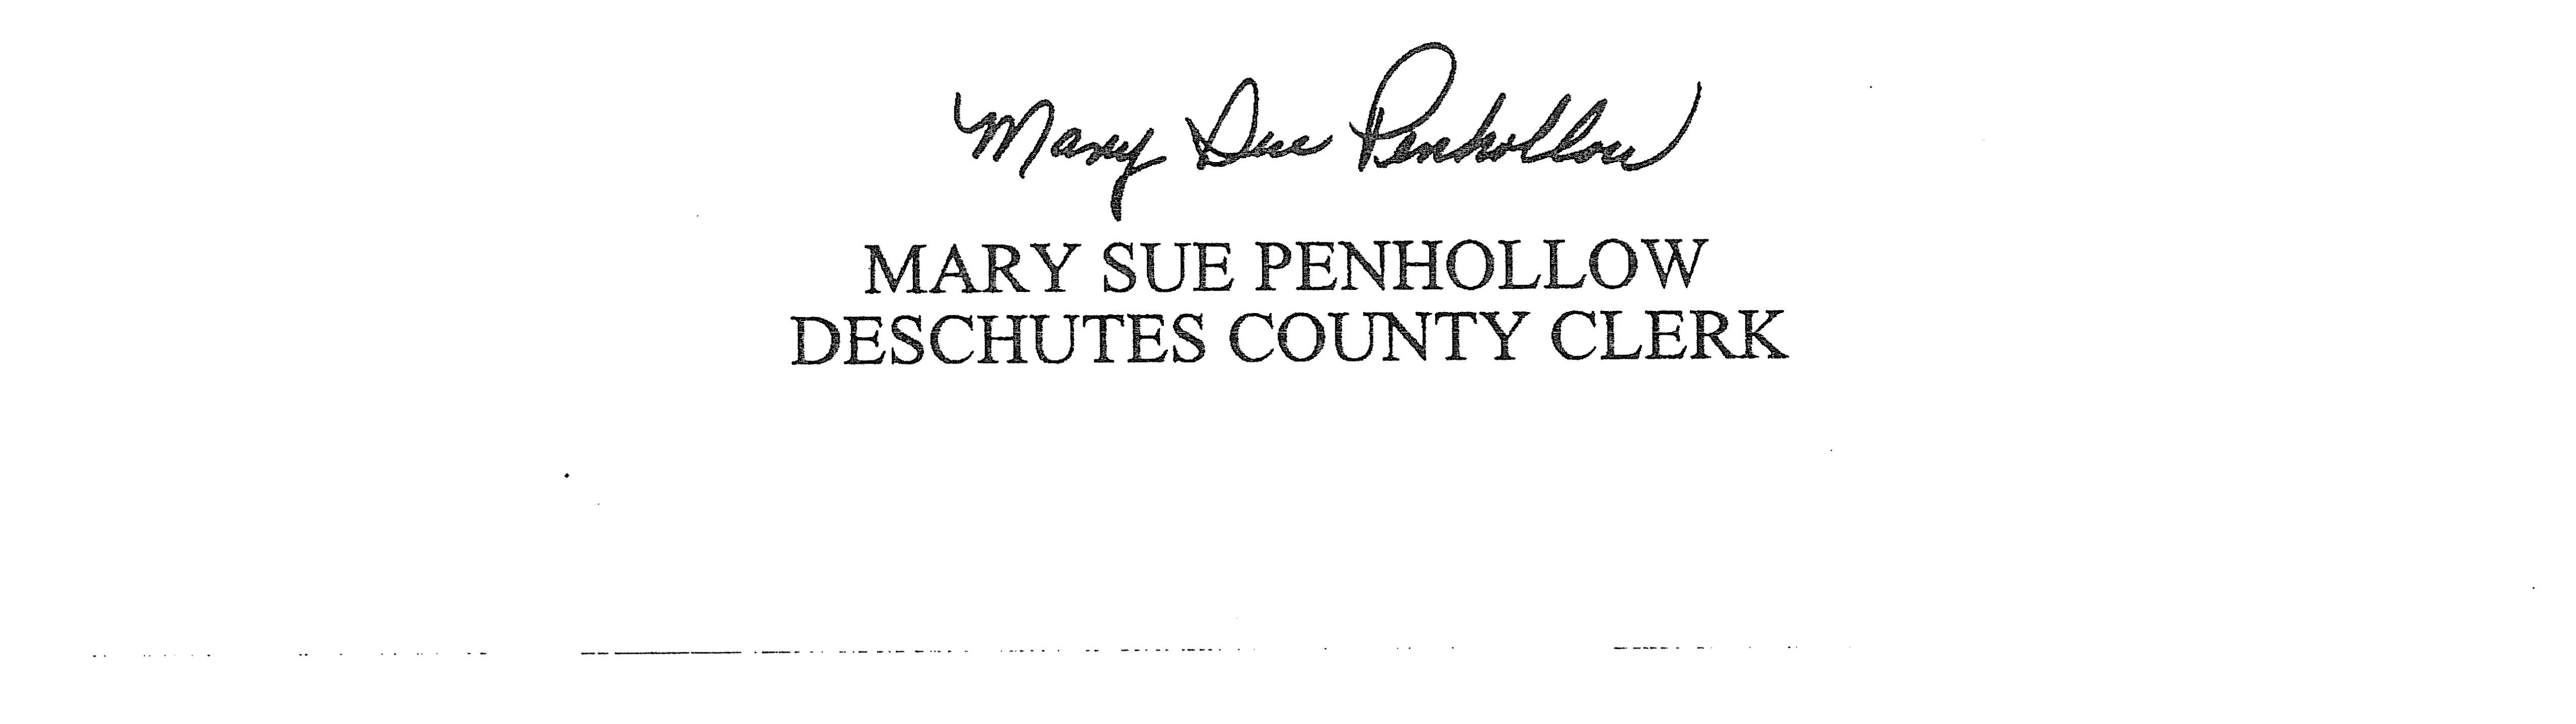 Mary Sue Penhollow
MARY SUE PENHOLLOW
DESCHUTES COUNTY CLERK